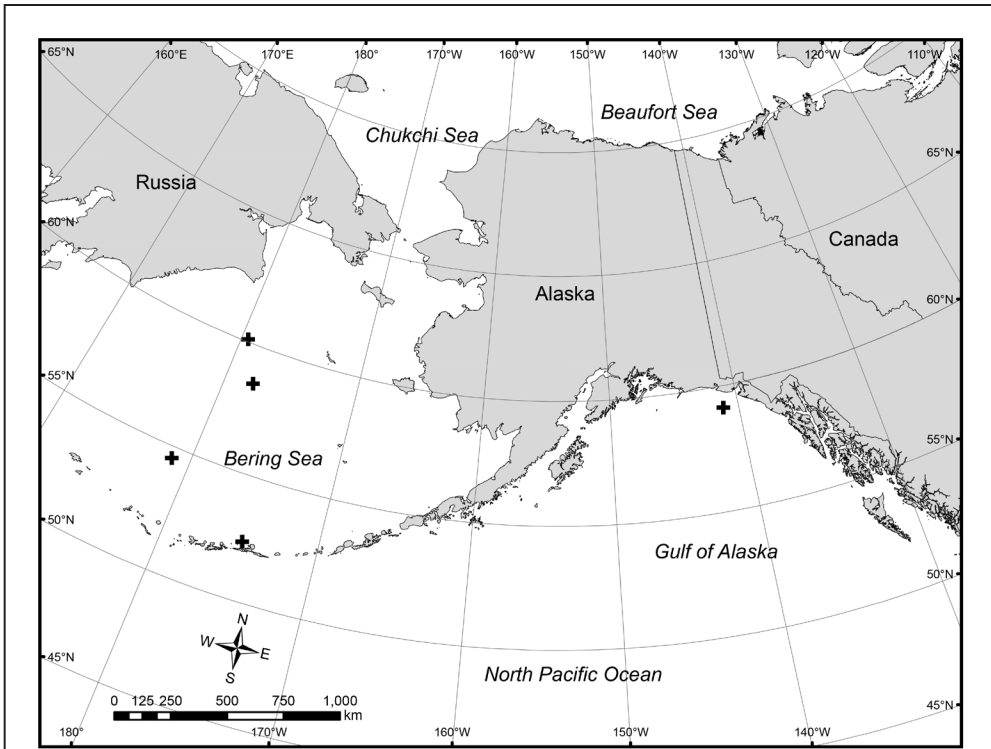 65°N 160°E 170°E 180° 170°W 160°W 150°W 140°W 130°W 120°W 110°W
Beaufort Sea
Chukchi Sea
65°N
Russia
60°N
Canada
Alaska
60°N
55°N
55°N
Bering Sea
50°N
Gulf of Alaska
50°N
N
W E
S
45°N
North Pacific Ocean
0 125 250 500 750 1,000
km
45°N
180° 170°W 160°W 150°W 140°W